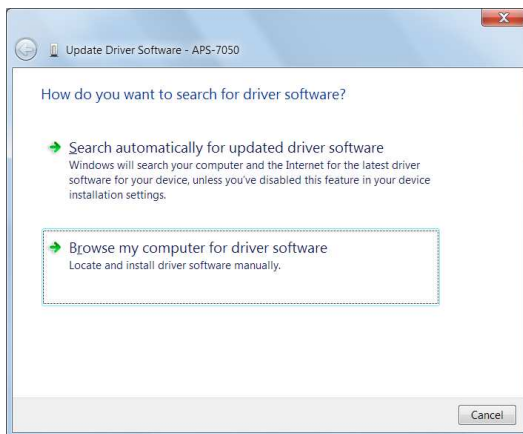 Update Driver Software - APS-7050
How do you want to search for driver software?
Search automatically for updated driver software
Windows will search your computer and the Internet for the latest driver
software for your device, unless you've disabled this feature in your device
installation settings.
Browse my computer for driver software
Locate and install driver software manually.
Cancel